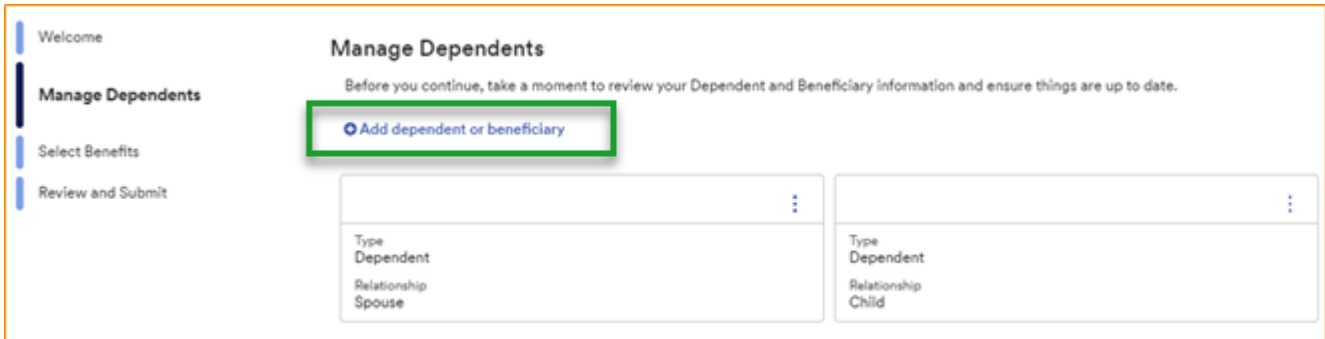 Welcome
Manage Dependents
Select Benefits
Review and Submit
Manage Dependents
Before you continue, take a moment to review your Dependent and Beneficiary information and ensure things are up to date.
Add dependent or beneficiary
Type
Dependent
Relationship
Spouse
Type
Dependent
Relationship
Child